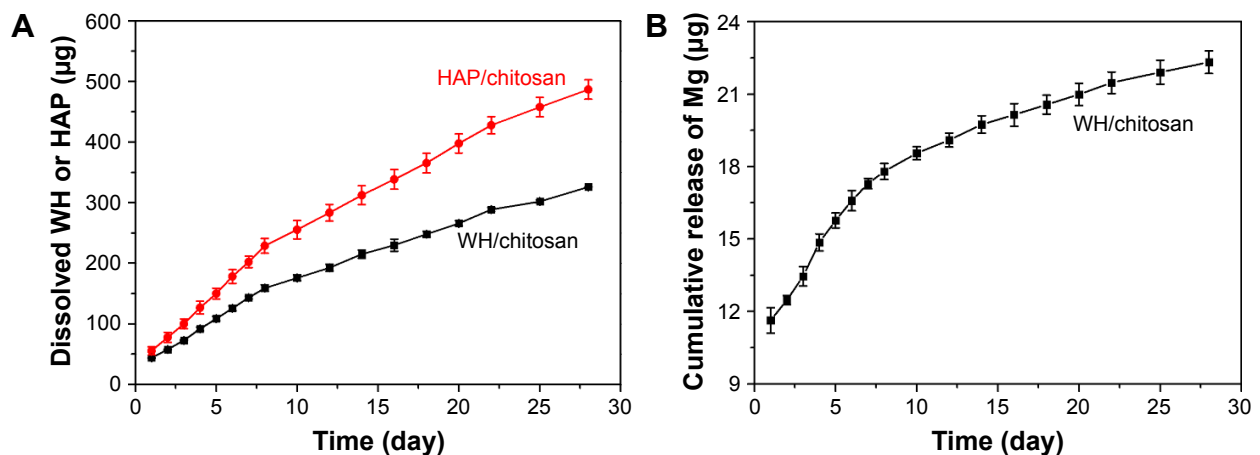 A
Dissolved WH or HAP (µg)
600
500
400
300
200
100
0
HAP/chitosan
WH/chitosan
0 5 10 15 20 25 30
Time (day)
B
Cumulative release of Mg (µg)
24
21
18
15
12
9
WH/chitosan
0 5 10 15 20 25 30
Time (day)